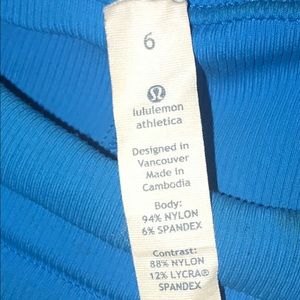 6
lululemon
athletica
Designed in
Vancouver
Made in
Cambodia
Body:
94% NYLON
6% SPANDEX
Contrast:
88% NYLON
12% LYCRA®
SPANDEX